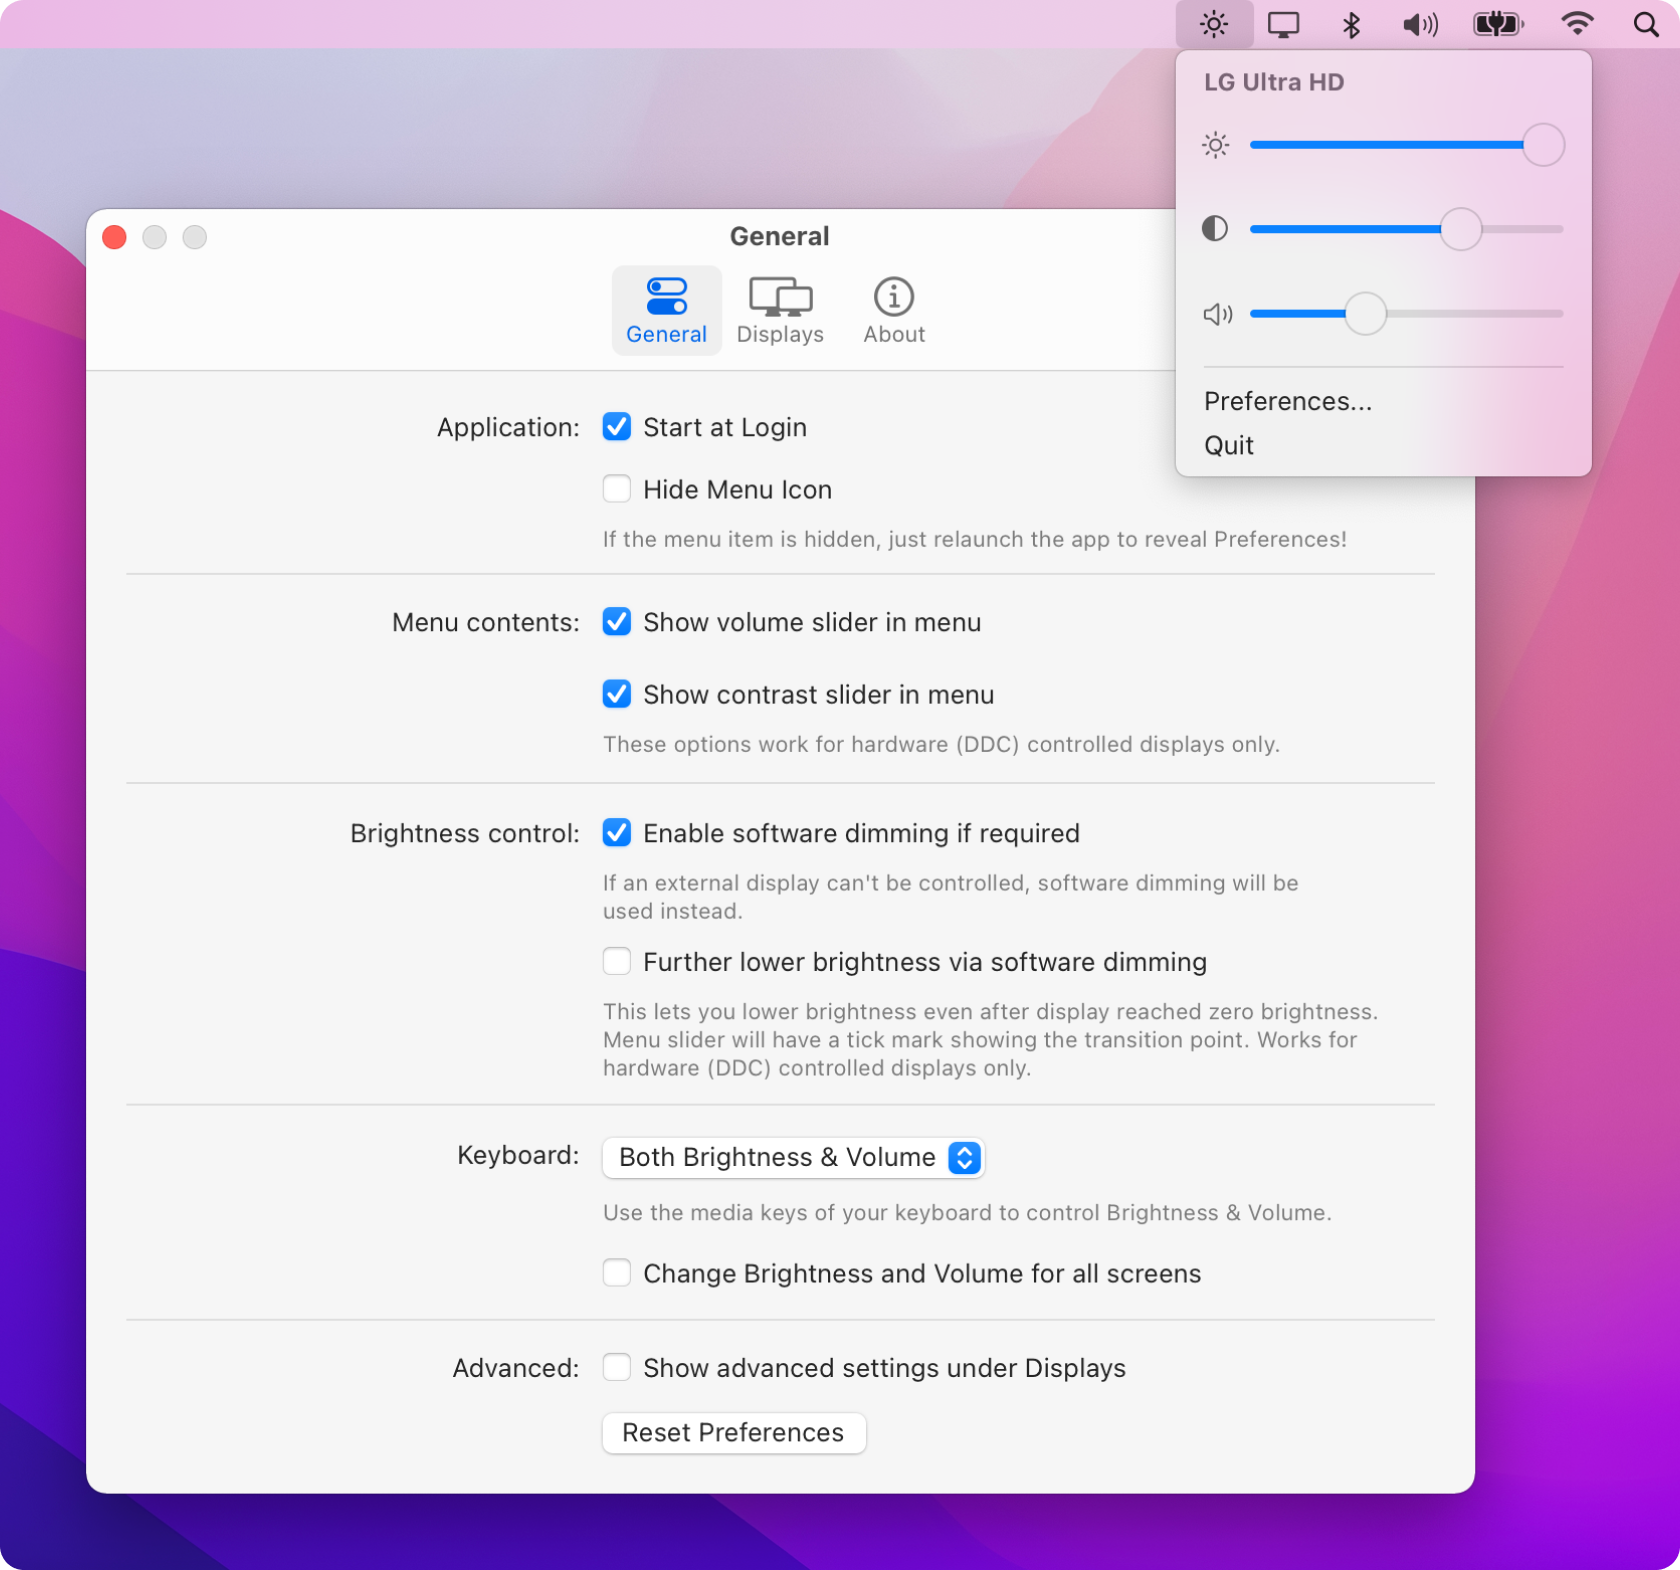 LG Ultra HD
Preferences...
Quit
General
General
Displays
About
Application:
Start at Login
Hide Menu Icon
If the menu item is hidden, just relaunch the app to reveal Preferences!
Menu contents:
Show volume slider in menu
Show contrast slider in menu
These options work for hardware (DDC) controlled displays only.
Brightness control:
Enable software dimming if required
If an external display can't be controlled, software dimming will be
used instead.
Further lower brightness via software dimming
This lets you lower brightness even after display reached zero brightness.
Menu slider will have a tick mark showing the transition point. Works for
hardware (DDC) controlled displays only.
Keyboard:
Both Brightness & Volume
Use the media keys of your keyboard to control Brightness & Volume.
Change Brightness and Volume for all screens
Advanced:
Show advanced settings under Displays
Reset Preferences